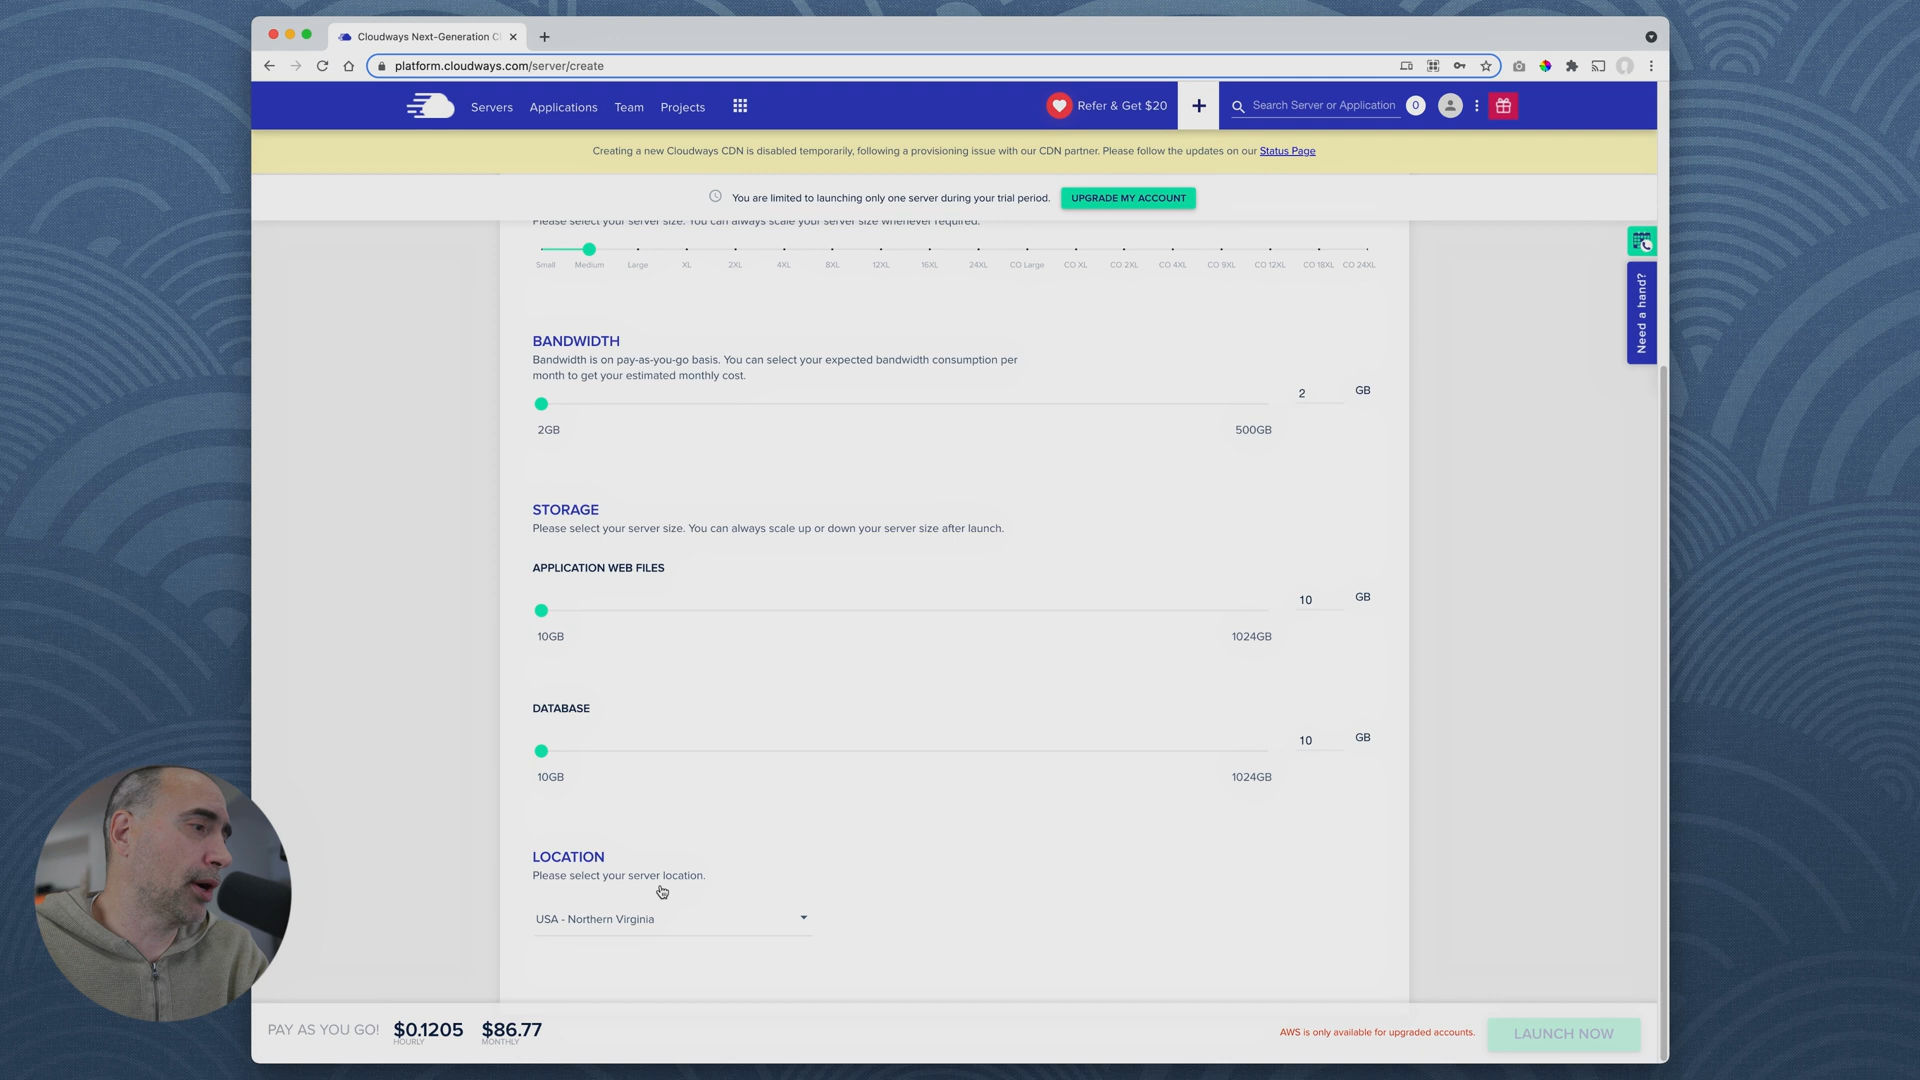 Cloudways Next-Generation C
platform.cloudways.com/server/create
Servers Applications Team Projects Refer & Get $20 + Search Server or Application 0
Creating a new Cloudways CDN is disabled temporarily, following a provisioning issue with our CDN partner. Please follow the updates on our Status Page
You are limited to launching only one server during your trial period. UPGRADE MY ACCOUNT
Please select your server size. You can always scale your server size whenever required.
Small Medium Large XL 2XL 4XL 8XL 12XL 16XL 24XL CO Large CO XL CO 2XL CO 4XL CO 9XL CO 12XL CO 18XL CO 24XL
Need a hand?
BANDWIDTH
Bandwidth is on pay-as-you-go basis. You can select your expected bandwidth consumption per
month to get your estimated monthly cost.
2 GB
2GB 500GB
STORAGE
Please select your server size. You can always scale up or down your server size after launch.
APPLICATION WEB FILES
10 GB
10GB 1024GB
DATABASE
10 GB
10GB 1024GB
LOCATION
Please select your server location.
USA - Northern Virginia
PAY AS YOU GO! $0.1205 $86.77
HOURLY MONTHLY
AWS is only available for upgraded accounts. LAUNCH NOW